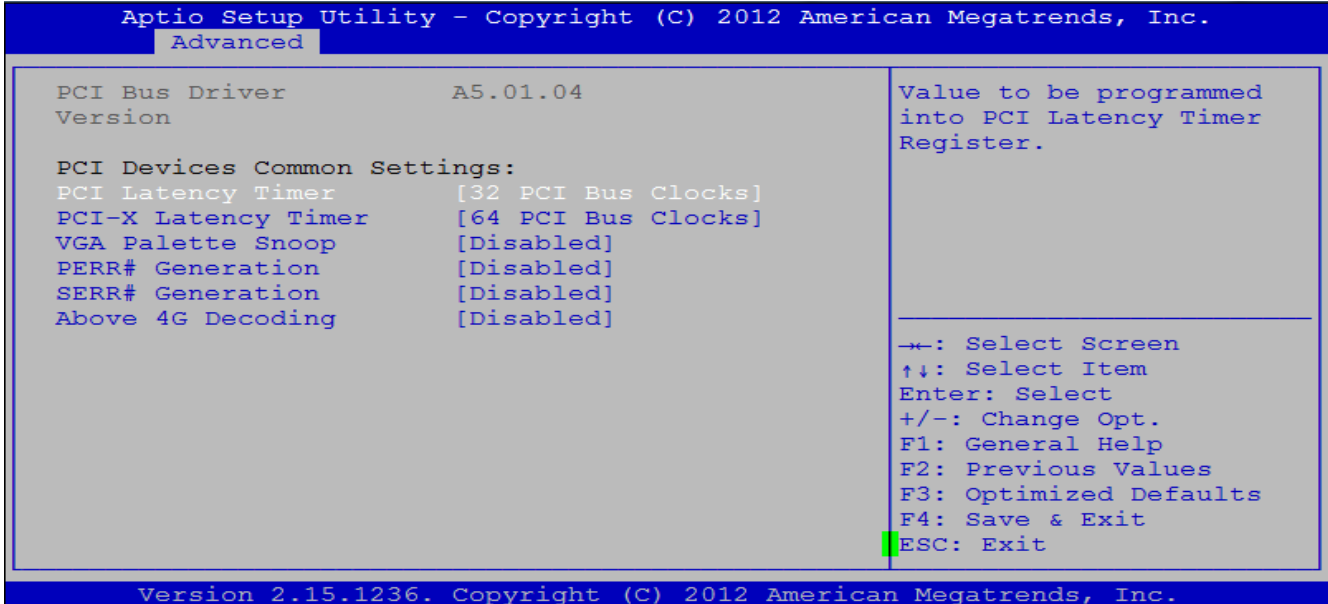 Aptio Setup Utility – Copyright (C) 2012 American Megatrends, Inc.
Advanced
PCI Bus Driver A5.01.04
Version
PCI Devices Common Settings:
PCI Latency Timer [32 PCI Bus Clocks]
PCI-X Latency Timer [64 PCI Bus Clocks]
VGA Palette Snoop [Disabled]
PERR# Generation [Disabled]
SERR# Generation [Disabled]
Above 4G Decoding [Disabled]
Value to be programmed
into PCI Latency Timer
Register.
→←: Select Screen
↑↓: Select Item
Enter: Select
+/-: Change Opt.
F1: General Help
F2: Previous Values
F3: Optimized Defaults
F4: Save & Exit
ESC: Exit
Version 2.15.1236. Copyright (C) 2012 American Megatrends, Inc.